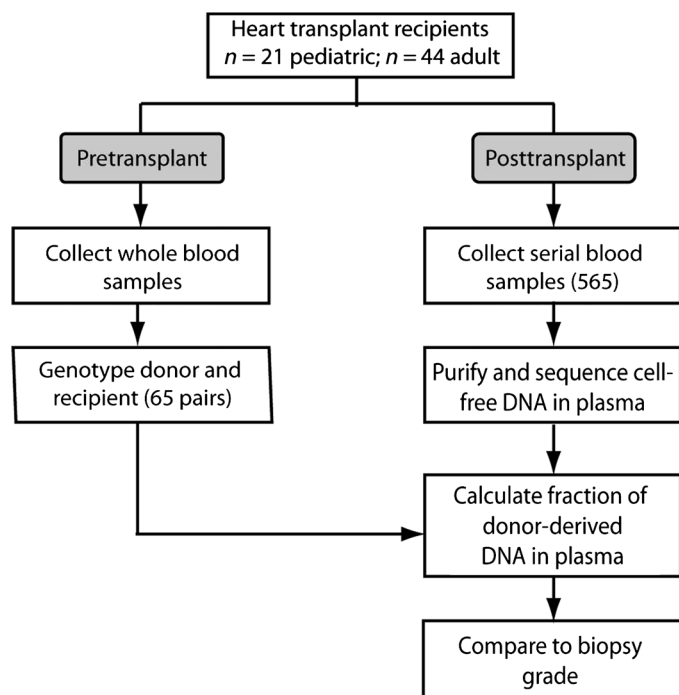 Heart transplant recipients
n = 21 pediatric; n = 44 adult
Pretransplant
Posttransplant
Collect whole blood
samples
Collect serial blood
samples (565)
Genotype donor and
recipient (65 pairs)
Purify and sequence cell-
free DNA in plasma
Calculate fraction of
donor-derived
DNA in plasma
Compare to biopsy
grade